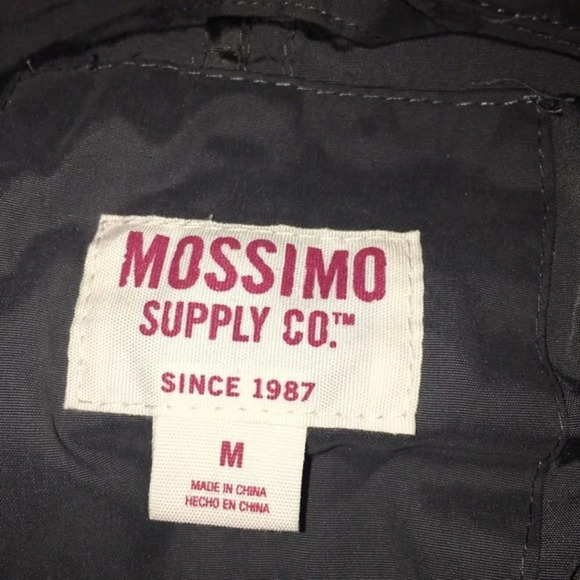 MOSSIMO
SUPPLY CO.™
SINCE 1987
M
MADE IN CHINA
HECHO EN CHINA